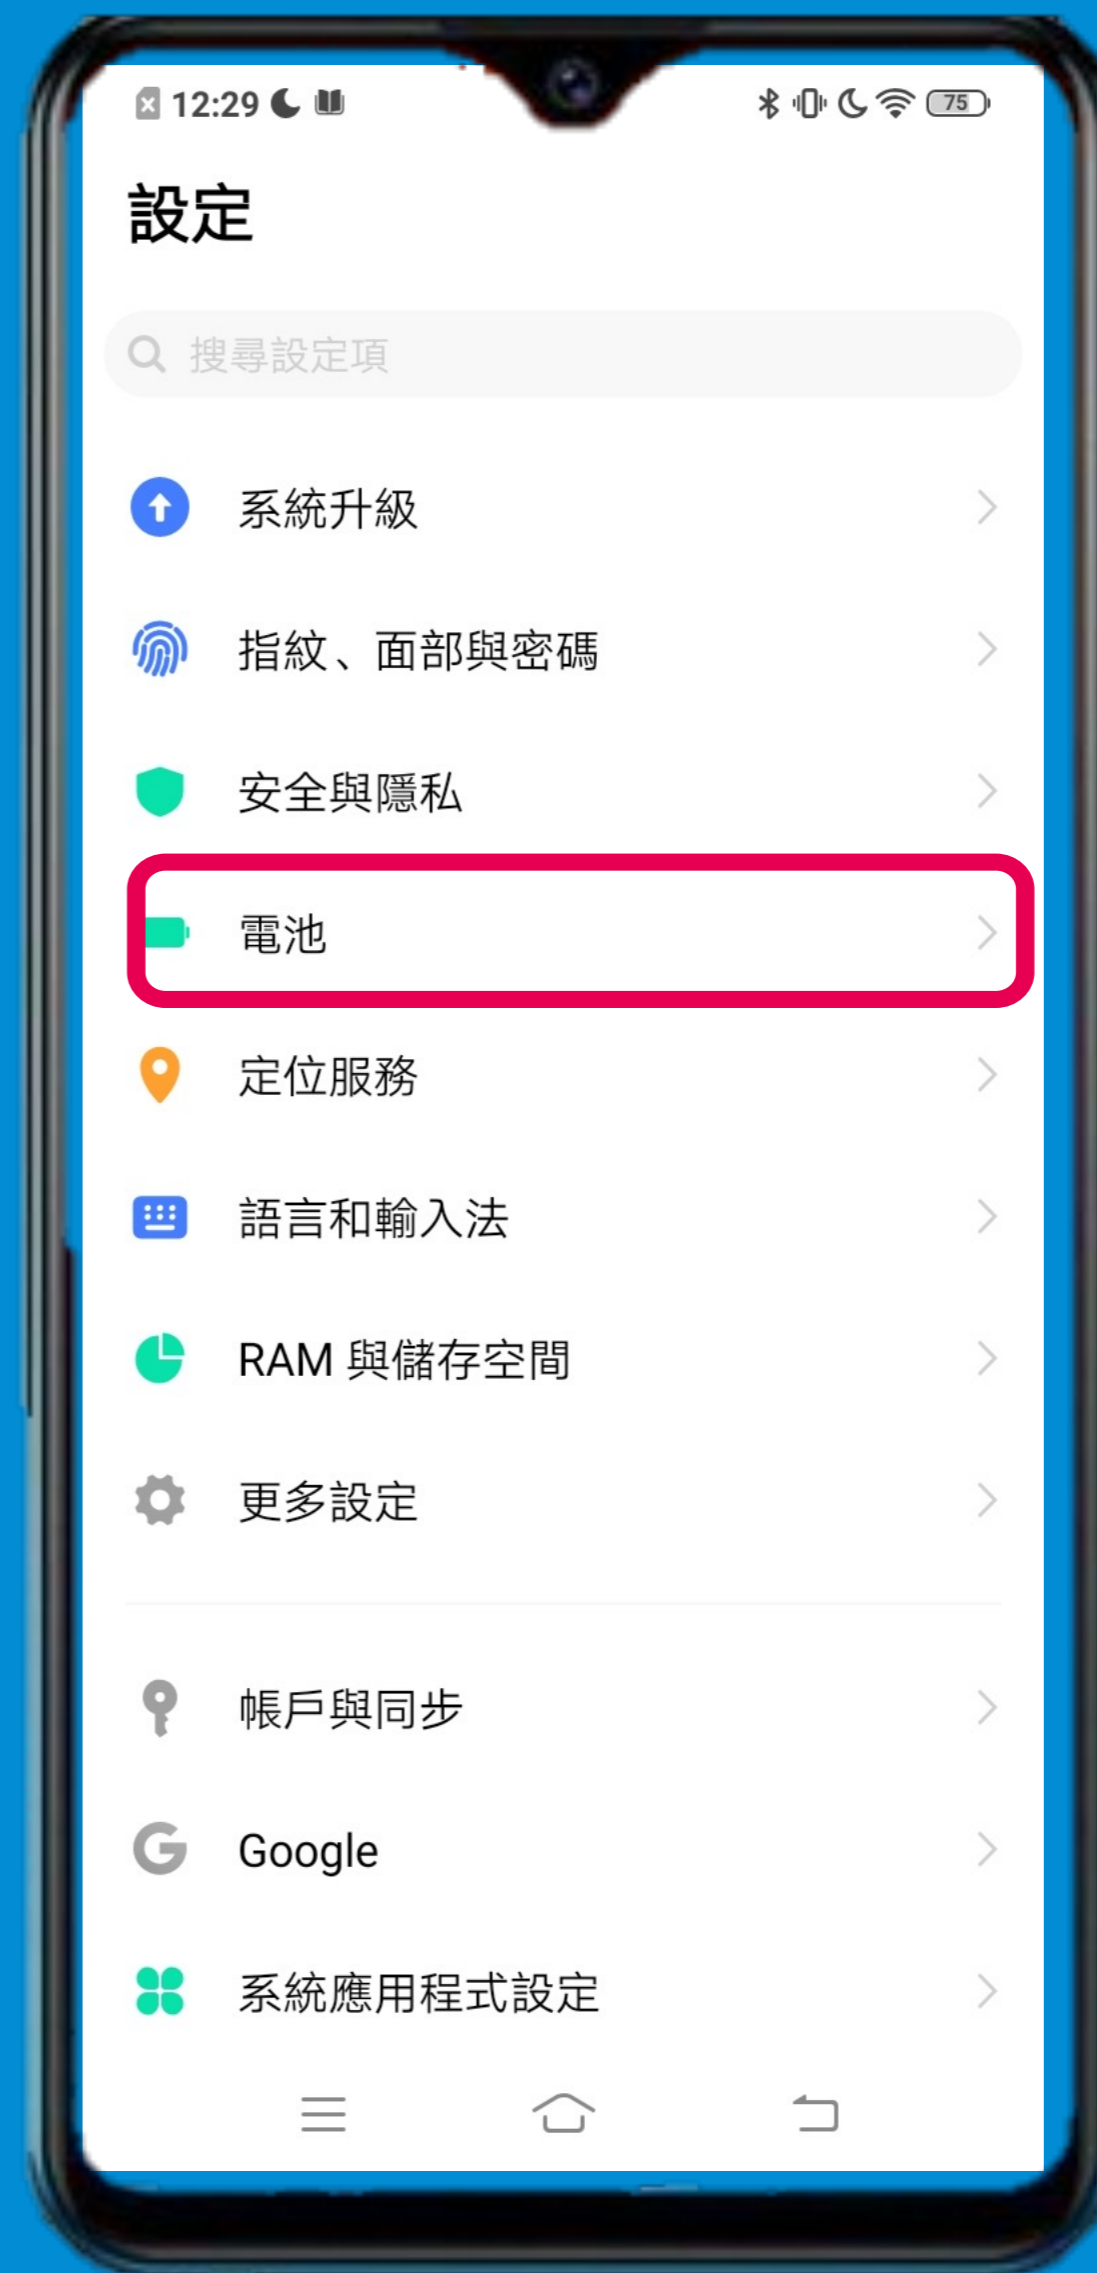 12:29
75
設定
搜尋設定項
系統升級
指紋、面部與密碼
安全與隱私
電池
定位服務
語言和輸入法
RAM 與儲存空間
更多設定
帳戶與同步
Google
系統應用程式設定